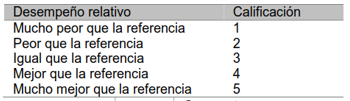 Desempeño relativo Calificación
Mucho peor que la referencia 1
Peor que la referencia 2
Igual que la referencia 3
Mejor que la referencia 4
Mucho mejor que la referencia 5